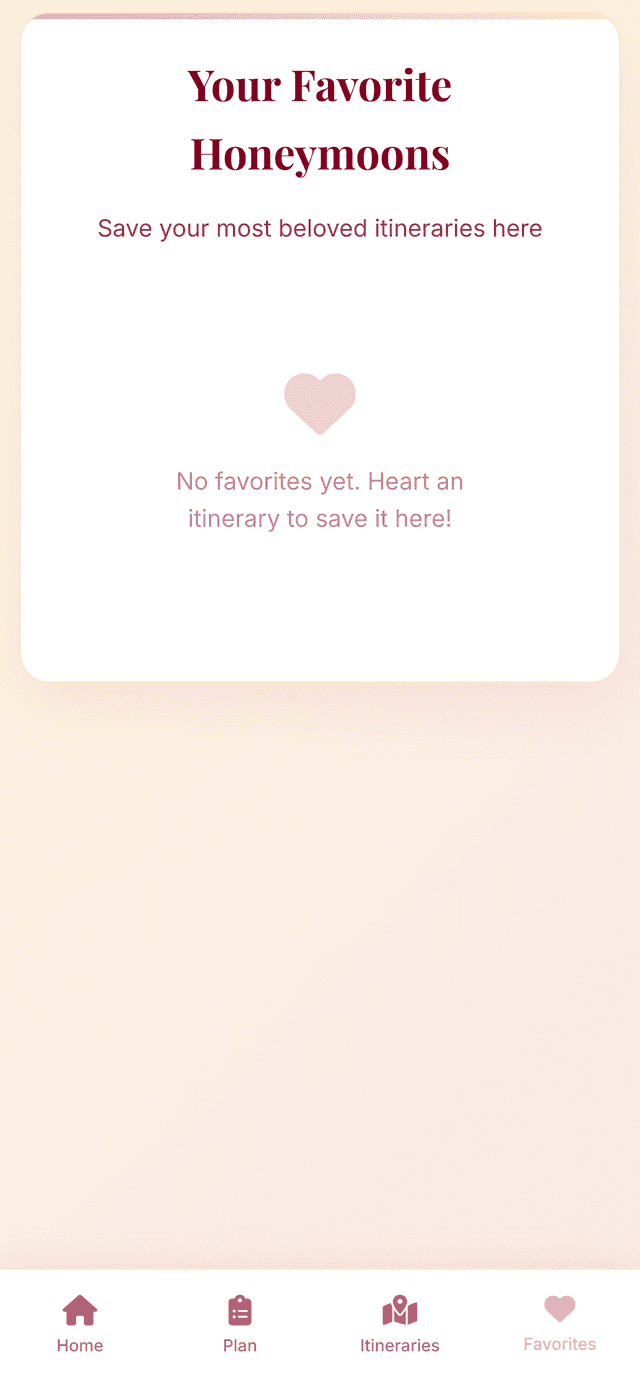 Your Favorite
Honeymoons
Save your most beloved itineraries here
No favorites yet. Heart an
itinerary to save it here!
Home
Plan
Itineraries
Favorites